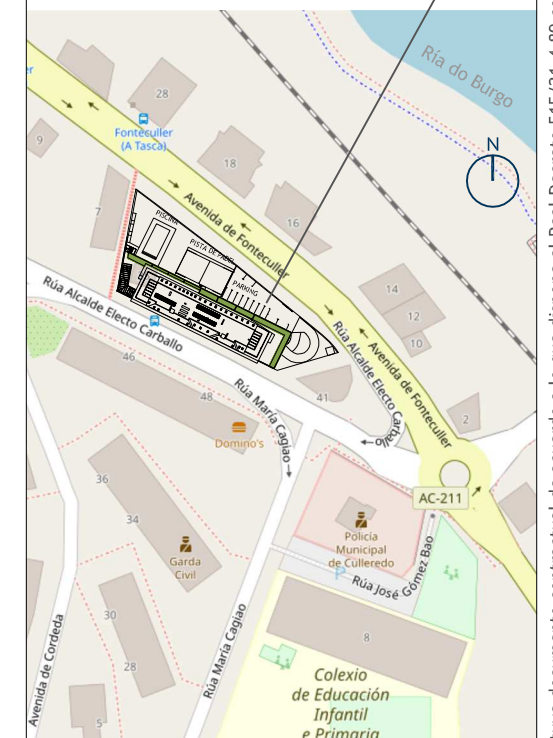 Ría do Burgo
N
er
28
Fonteculler
(A Tasca)
9
18
Avenida de Fonteculler
7
16
PISCINA
PISTA DE PADEL
PARKING
14
12
10
Rúa Alcalde Electo Carballo
46
48
Domino's
Rúa María Cagiao
41
Rúa Alcalde Electo Carballo
Avenida de Fonteculler
2
AC-211
36
34
Garda
Civil
Policía
Municipal
de Culleredo
Rúa José Gómez Bao
P
30
28
5
Avenida de Cordeda
Rúa María Cagiao
8
Colexio
de Educación
Infantil
e Primaria